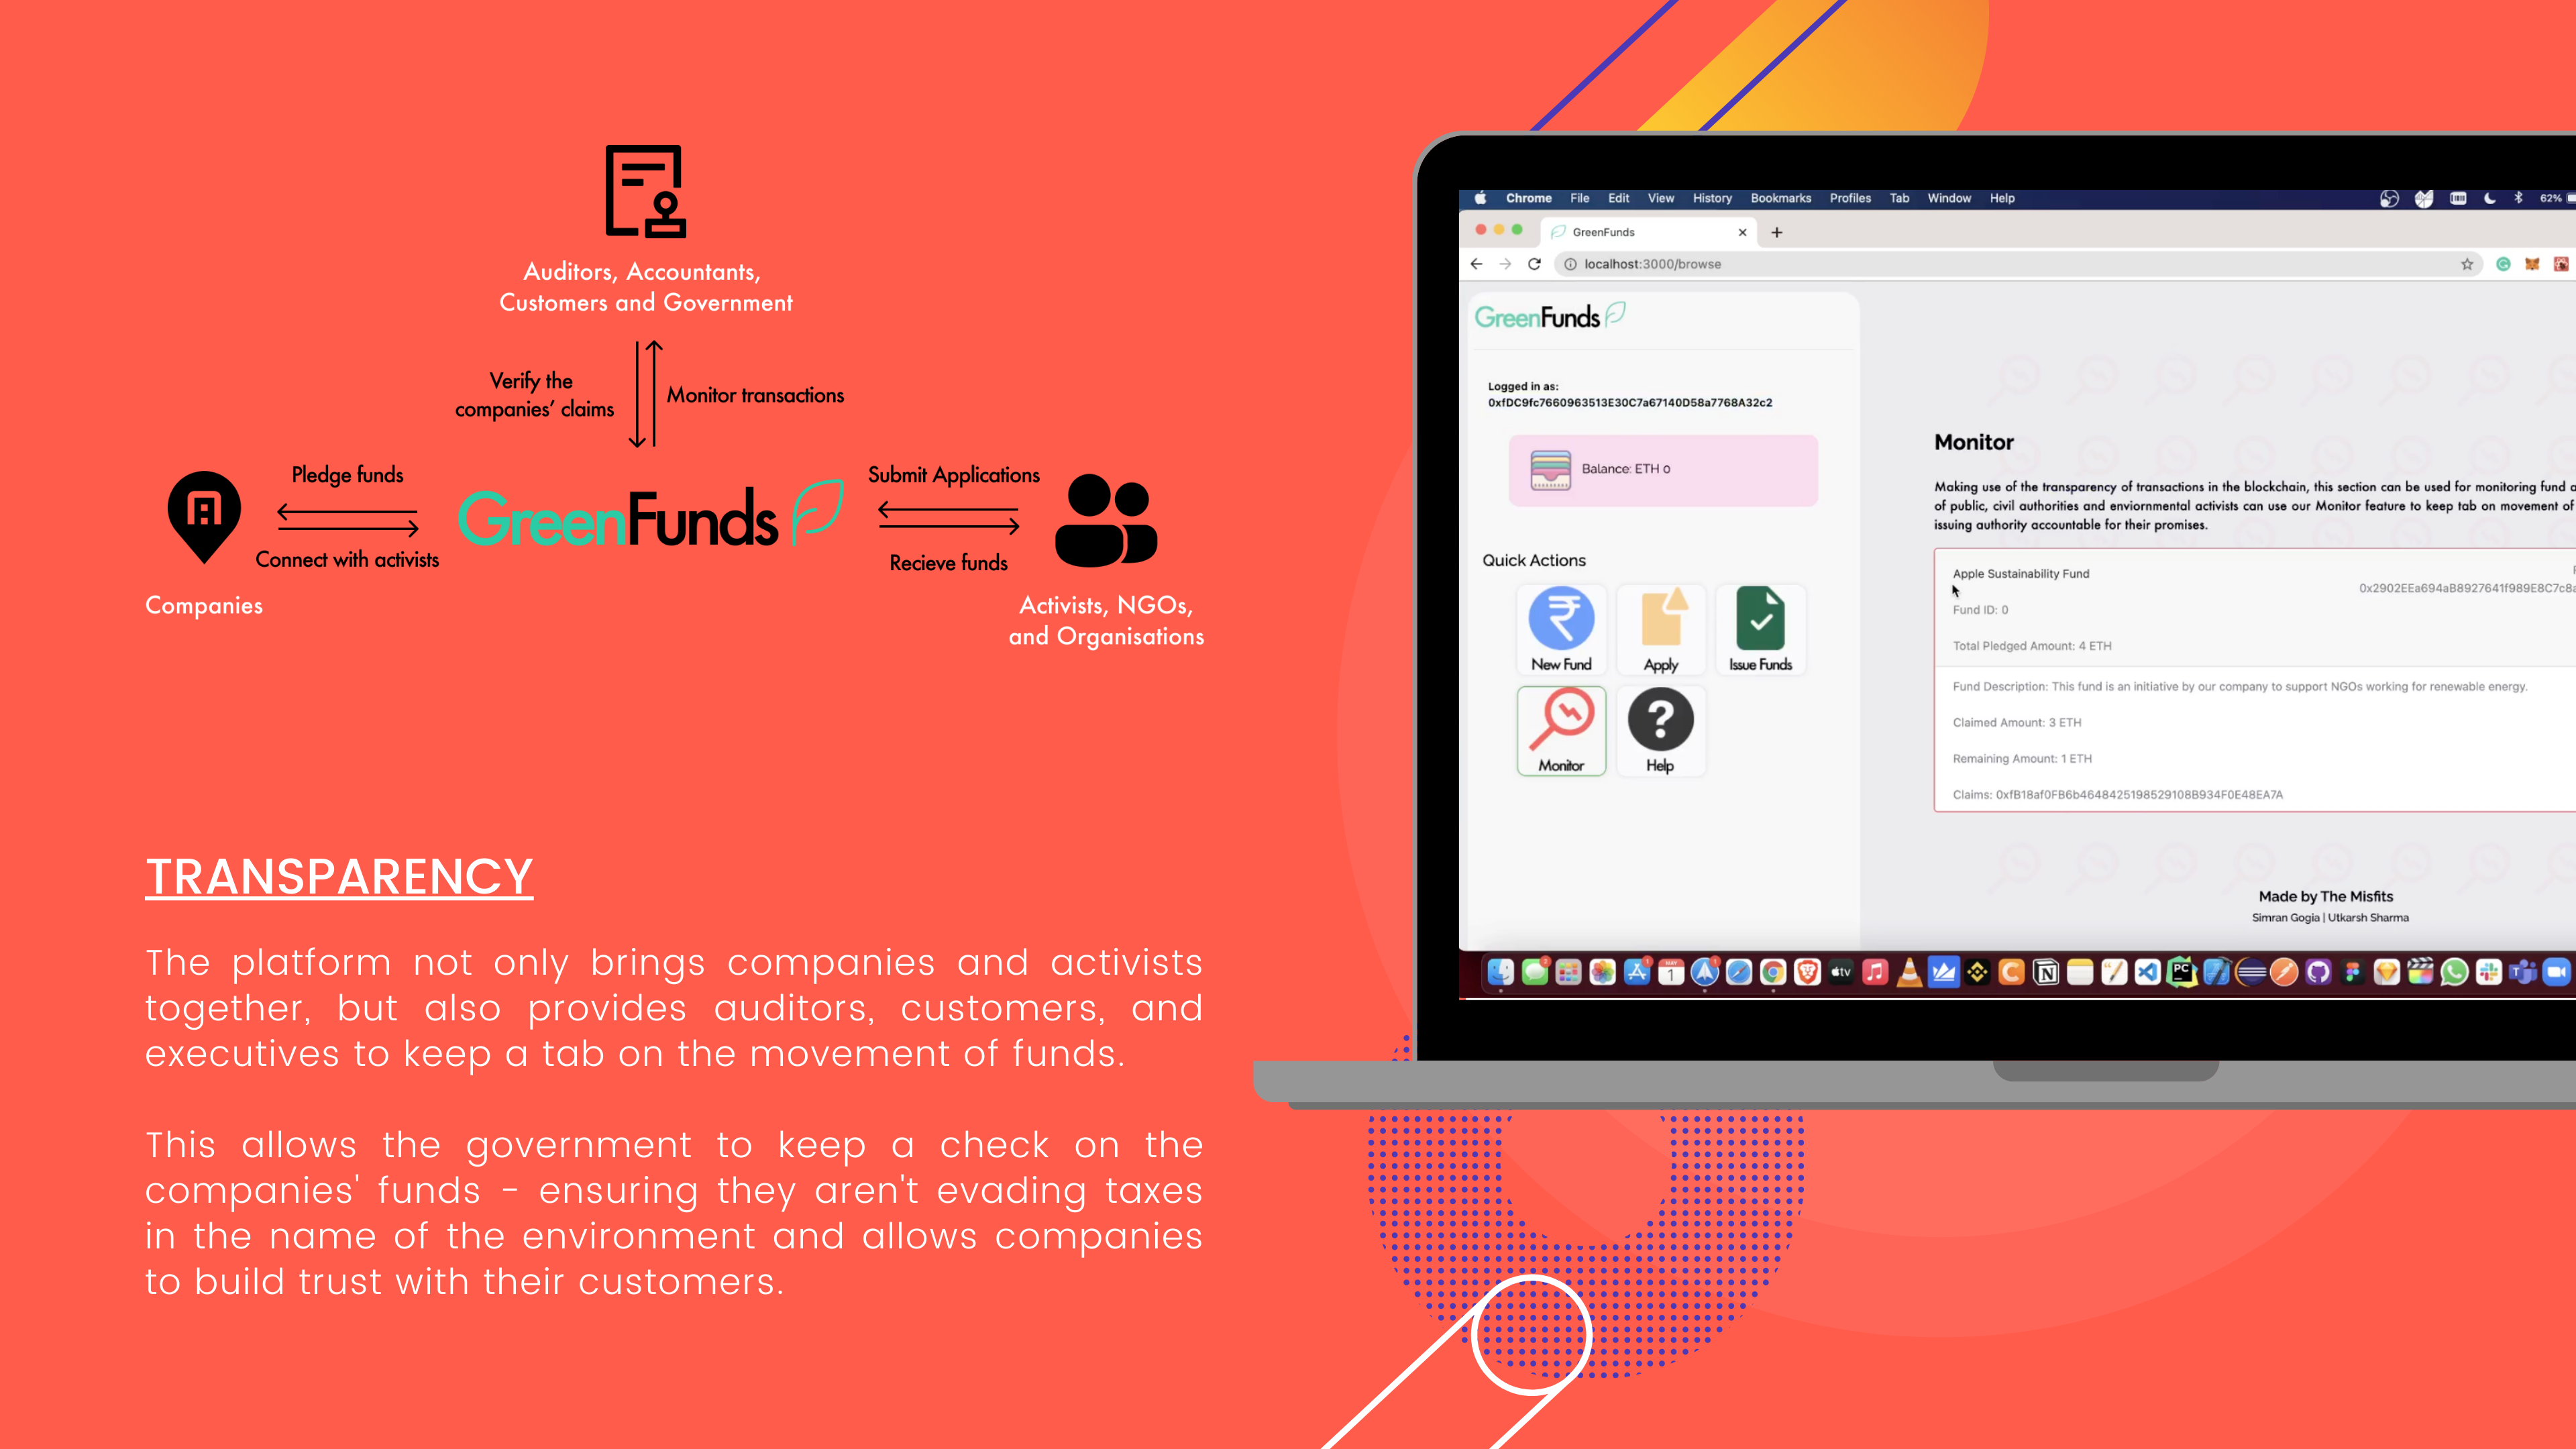 Auditors, Accountants,
Customers and Government
Verify the
companies' claims
Monitor transactions
Pledge funds
Connect with activists
Companies
GreenFunds
Submit Applications
Recieve funds
Activists, NGOs,
and Organisations
TRANSPARENCY
The platform not only brings companies and activists
together, but also provides auditors, customers, and
executives to keep a tab on the movement of funds.
This allows the government to keep a check on the
companies' funds - ensuring they aren't evading taxes
in the name of the environment and allows companies
to build trust with their customers.
Chrome File Edit View History Bookmarks Profiles Tab Window Help 62%
GreenFunds
localhost:3000/browse
GreenFunds
Logged in as:
0xfDC9fc7660963513E30C7a67140D58a7768A32c2
Balance: ETH 0
Quick Actions
New Fund
Apply
Issue Funds
Monitor
Help
Monitor
Making use of the transparency of transactions in the blockchain, this section can be used for monitoring fund
of public, civil authorities and enviornmental activists can use our Monitor feature to keep tab on movement of
issuing authority accountable for their promises.
Apple Sustainability Fund
0x2902EEa694aB8927641f989E8C7c8a
Fund ID: 0
Total Pledged Amount: 4 ETH
Fund Description: This fund is an initiative by our company to support NGOs working for renewable energy.
Claimed Amount: 3 ETH
Remaining Amount: 1 ETH
Claims: 0xfB18af0FB6b4648425198529108B934F0E48EA7A
Made by The Misfits
Simran Gogia | Utkarsh Sharma
tv
1
PC